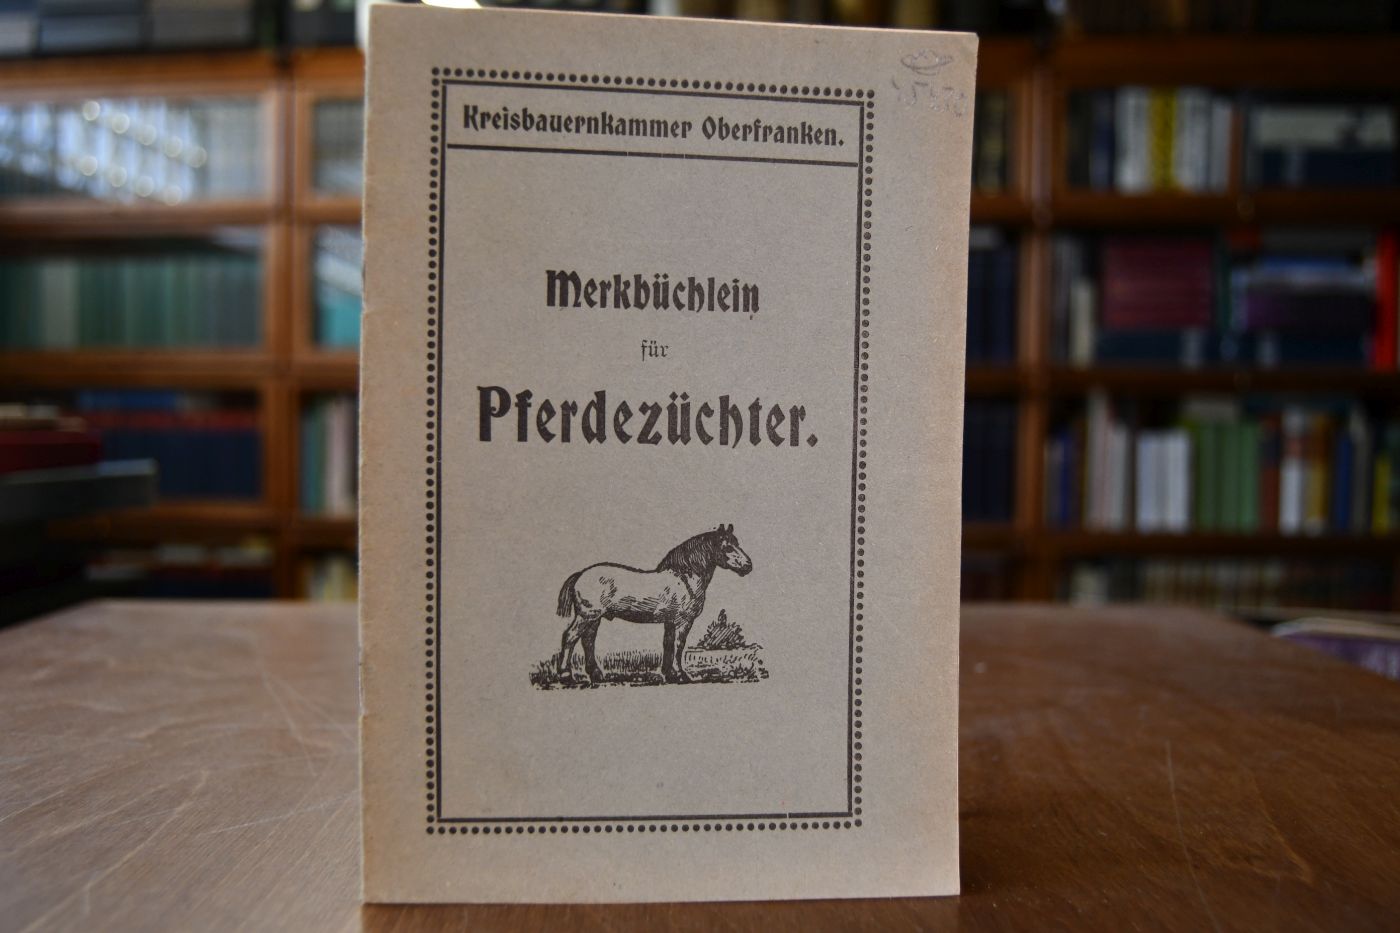 Kreisbauernkammer Oberfranken.
Merkbüchlein
für
Pferdezüchter.